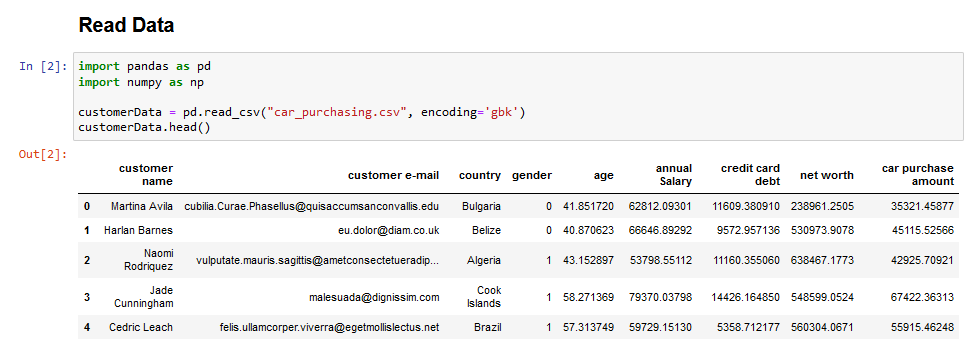 Read Data
In [2]: import pandas as pd
import numpy as np
customerData = pd.read_csv("car_purchasing.csv", encoding='gbk')
customerData.head()
Out[2]:
customer name customer e-mail country gender age annual Salary credit card debt net worth car purchase amount
0 Martina Avila cubilia.Curae.Phasellus@quisaccumsanconvallis.edu Bulgaria 0 41.851720 62812.09301 11609.380910 238961.2505 35321.45877
1 Harlan Barnes eu.dolor@diam.co.uk Belize 0 40.870623 66646.89292 9572.957136 530973.9078 45115.52566
2 Naomi Rodriquez vulputate.mauris.sagittis@ametconsectetueradip... Algeria 1 43.152897 53798.55112 11160.355060 638467.1773 42925.70921
3 Jade Cunningham malesuada@dignissim.com Cook Islands 1 58.271369 79370.03798 14426.164850 548599.0524 67422.36313
4 Cedric Leach felis.ullamcorper.viverra@egetmollislectus.net Brazil 1 57.313749 59729.15130 5358.712177 560304.0671 55915.46248